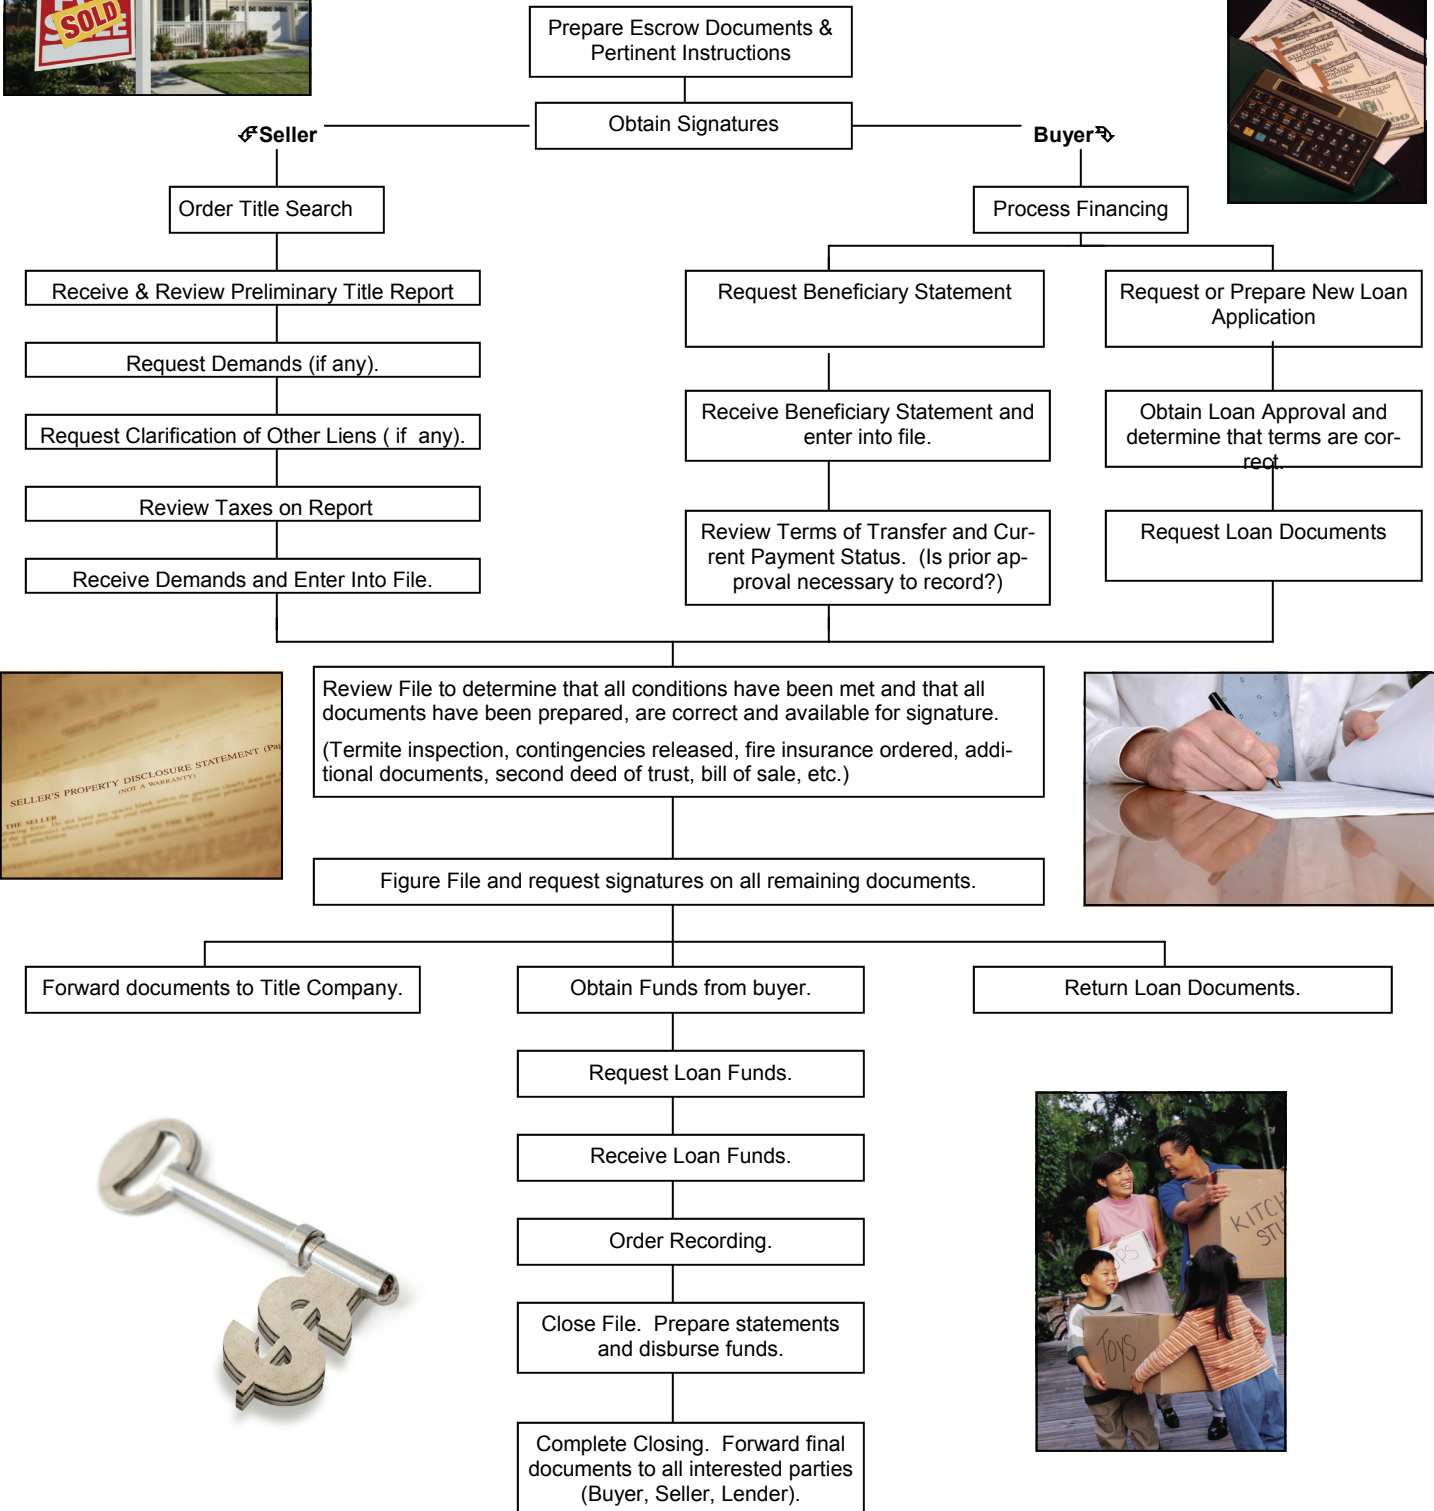 SOLD
Prepare Escrow Documents &
Pertinent Instructions
Obtain Signatures
Seller
Buyer
Order Title Search
Process Financing
Receive & Review Preliminary Title Report
Request Beneficiary Statement
Request or Prepare New Loan
Application
Request Demands (if any).
Receive Beneficiary Statement and
enter into file.
Obtain Loan Approval and
determine that terms are cor-
rect.
Request Clarification of Other Liens ( if  any).
Review Taxes on Report
Review Terms of Transfer and Cur-
rent Payment Status.  (Is prior ap-
proval necessary to record?)
Request Loan Documents
Receive Demands and Enter Into File.
Review File to determine that all conditions have been met and that all
documents have been prepared, are correct and available for signature.
(Termite inspection, contingencies released, fire insurance ordered, addi-
tional documents, second deed of trust, bill of sale, etc.)
SELLER'S PROPERTY DISCLOSURE STATEMENT
(NOT A WARRANTY)
THE SELLER
Figure File and request signatures on all remaining documents.
Forward documents to Title Company.
Obtain Funds from buyer.
Return Loan Documents.
Request Loan Funds.
Receive Loan Funds.
Order Recording.
Close File.  Prepare statements
and disburse funds.
Complete Closing.  Forward final
documents to all interested parties
(Buyer, Seller, Lender).
KITCH
STU
TOYS